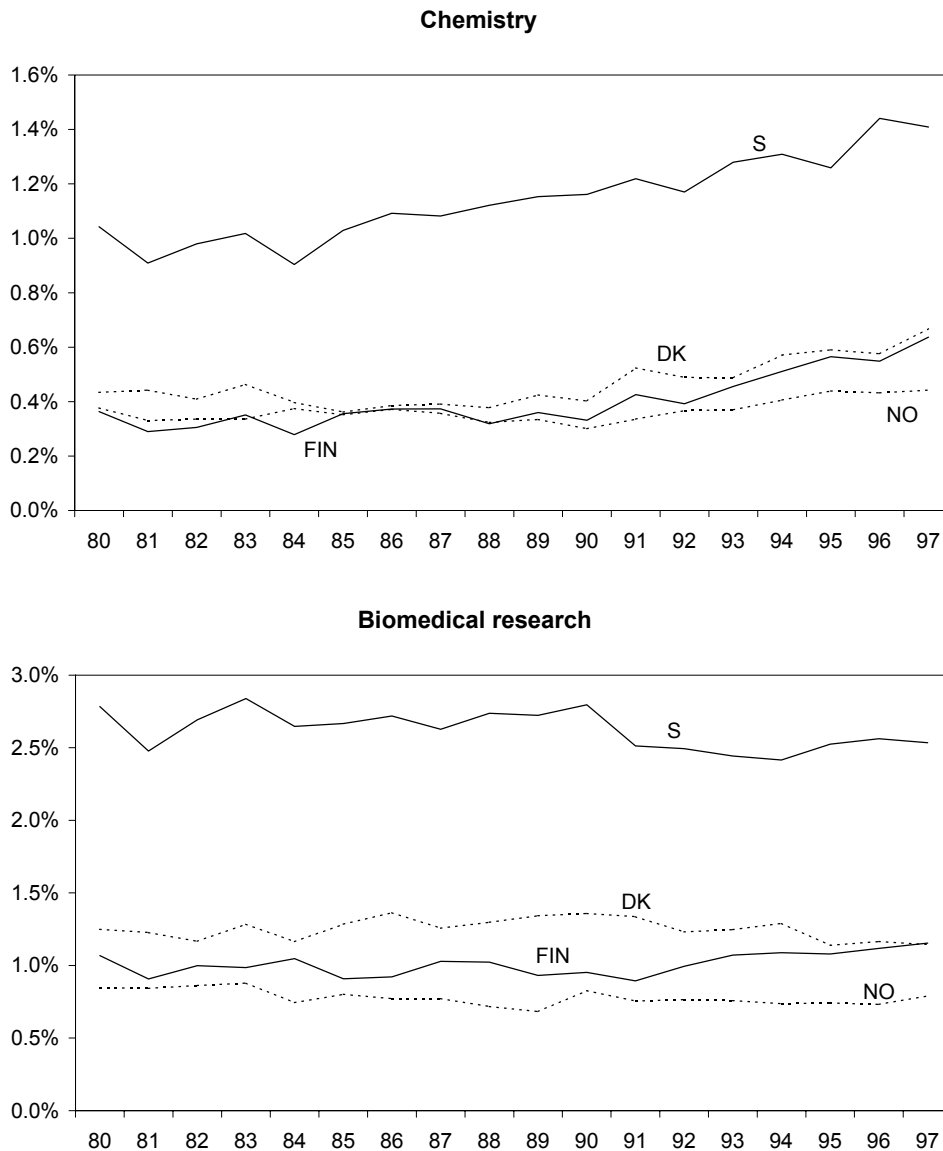 Chemistry
1.6%
1.4%
S
1.2%
1.0%
0.8%
0.6%
DK
0.4%
NO
FIN
0.2%
0.0%
80 81 82 83 84 85 86 87 88 89 90 91 92 93 94 95 96 97
Biomedical research
3.0%
S
2.5%
2.0%
1.5%
DK
FIN
1.0%
NO
0.5%
0.0%
80 81 82 83 84 85 86 87 88 89 90 91 92 93 94 95 96 97